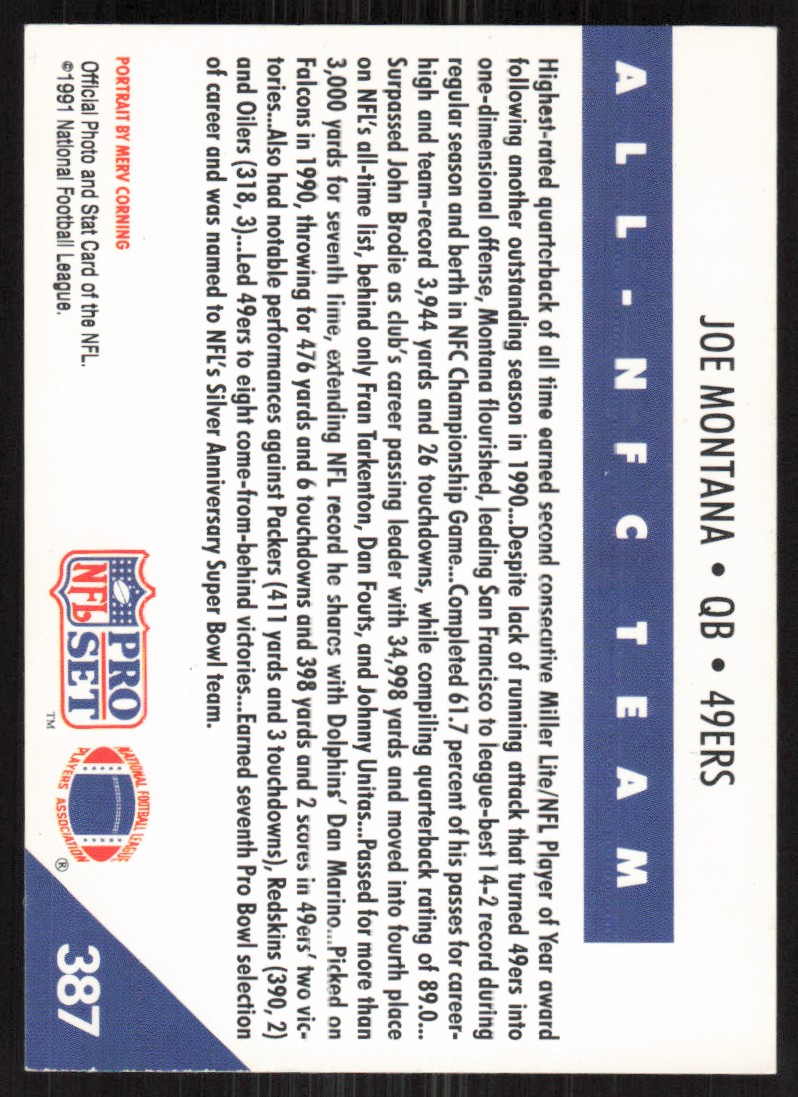 JOE MONTANA • QB • 49ERS
ALL-NFC TEAM
Highest-rated quarterback of all time earned second consecutive Miller Lite/NFL Player of Year award
following another outstanding season in 1990...Despite lack of running attack that turned 49ers into
one-dimensional offense, Montana flourished, leading San Francisco to league-best 14-2 record during
regular season and berth in NFC Championship Game...Completed 61.7 percent of his passes for career-
high and team-record 3,944 yards and 26 touchdowns, while compiling quarterback rating of 89.0...
Surpassed John Brodie as club's career passing leader with 34,998 yards and moved into fourth place
on NFL's all-time list, behind only Fran Tarkenton, Dan Fouts, and Johnny Unitas...Passed for more than
3,000 yards for seventh time, extending NFL record he shares with Dolphins' Dan Marino...Picked on
Falcons in 1990, throwing for 476 yards and 6 touchdowns and 398 yards and 2 scores in 49ers' two vic-
tories...Also had notable performances against Packers (411 yards and 3 touchdowns), Redskins (390, 2)
and Oilers (318, 3)...Led 49ers to eight come-from-behind victories...Earned seventh Pro Bowl selection
of career and was named to NFL's Silver Anniversary Super Bowl team.
PORTRAIT BY MERV CORNING
Official Photo and Stat Card of the NFL.
©1991 National Football League.
NFL PRO SET ™
NATIONAL FOOTBALL LEAGUE
PLAYERS ASSOCIATION ®
387